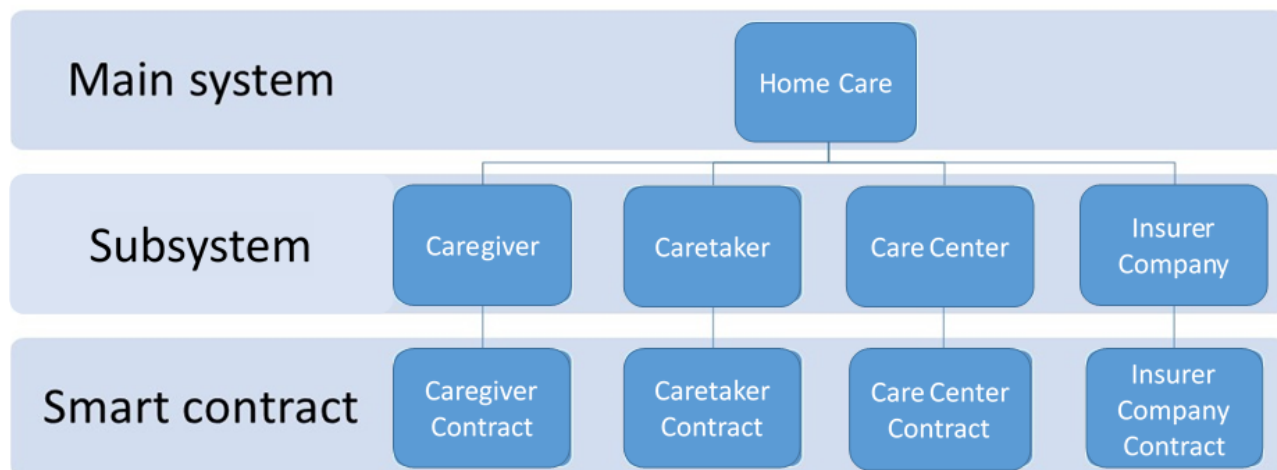 Main system
Home Care
Subsystem
Caregiver
Caretaker
Care Center
Insurer
Company
Smart contract
Caregiver
Contract
Caretaker
Contract
Care Center
Contract
Insurer
Company
Contract